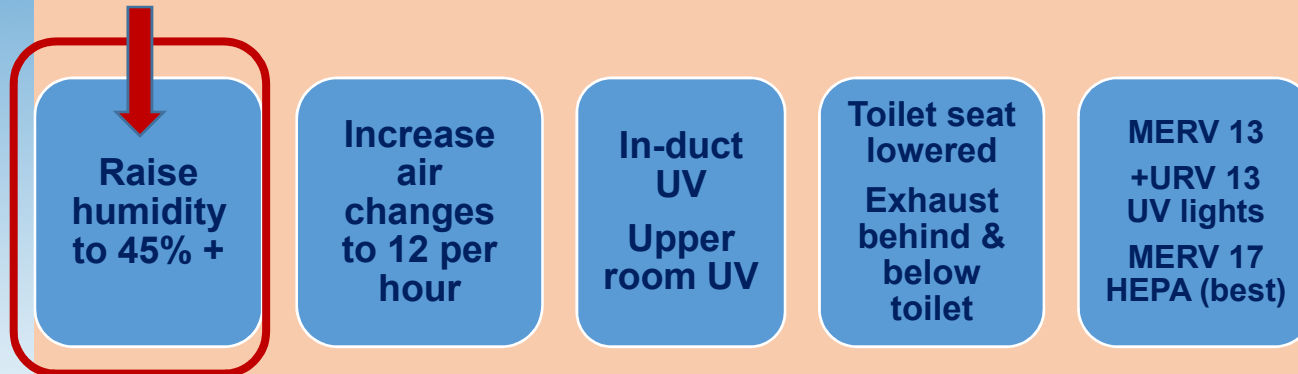 Raise
humidity
to 45% +
Increase
air
changes
to 12 per
hour
In-duct
UV
Upper
room UV
Toilet seat
lowered
Exhaust
behind &
below
toilet
MERV 13
+URV 13
UV lights
MERV 17
HEPA (best)